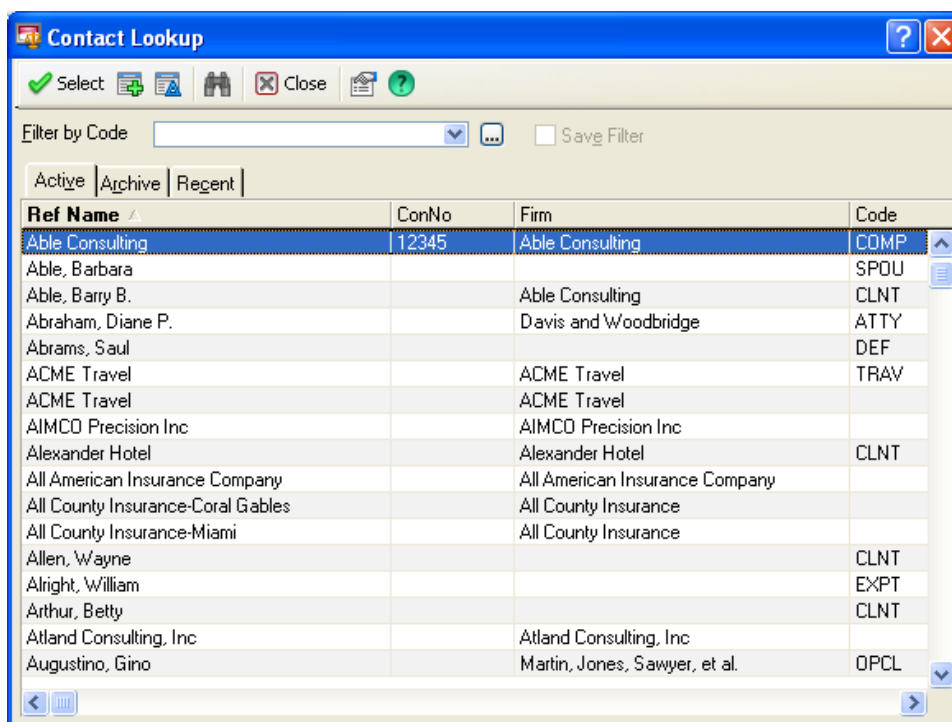 Contact Lookup
Select Close
Filter by Code Save Filter
Active Archive Recent
Ref Name ConNo Firm Code
Able Consulting 12345 Able Consulting COMP
Able, Barbara SPOU
Able, Barry B. Able Consulting CLNT
Abraham, Diane P. Davis and Woodbridge ATTY
Abrams, Saul DEF
ACME Travel ACME Travel TRAV
ACME Travel ACME Travel
AIMCO Precision Inc AIMCO Precision Inc
Alexander Hotel Alexander Hotel CLNT
All American Insurance Company All American Insurance Company
All County Insurance-Coral Gables All County Insurance
All County Insurance-Miami All County Insurance
Allen, Wayne CLNT
Alright, William EXPT
Arthur, Betty CLNT
Atland Consulting, Inc Atland Consulting, Inc
Augustino, Gino Martin, Jones, Sawyer, et al. OPCL